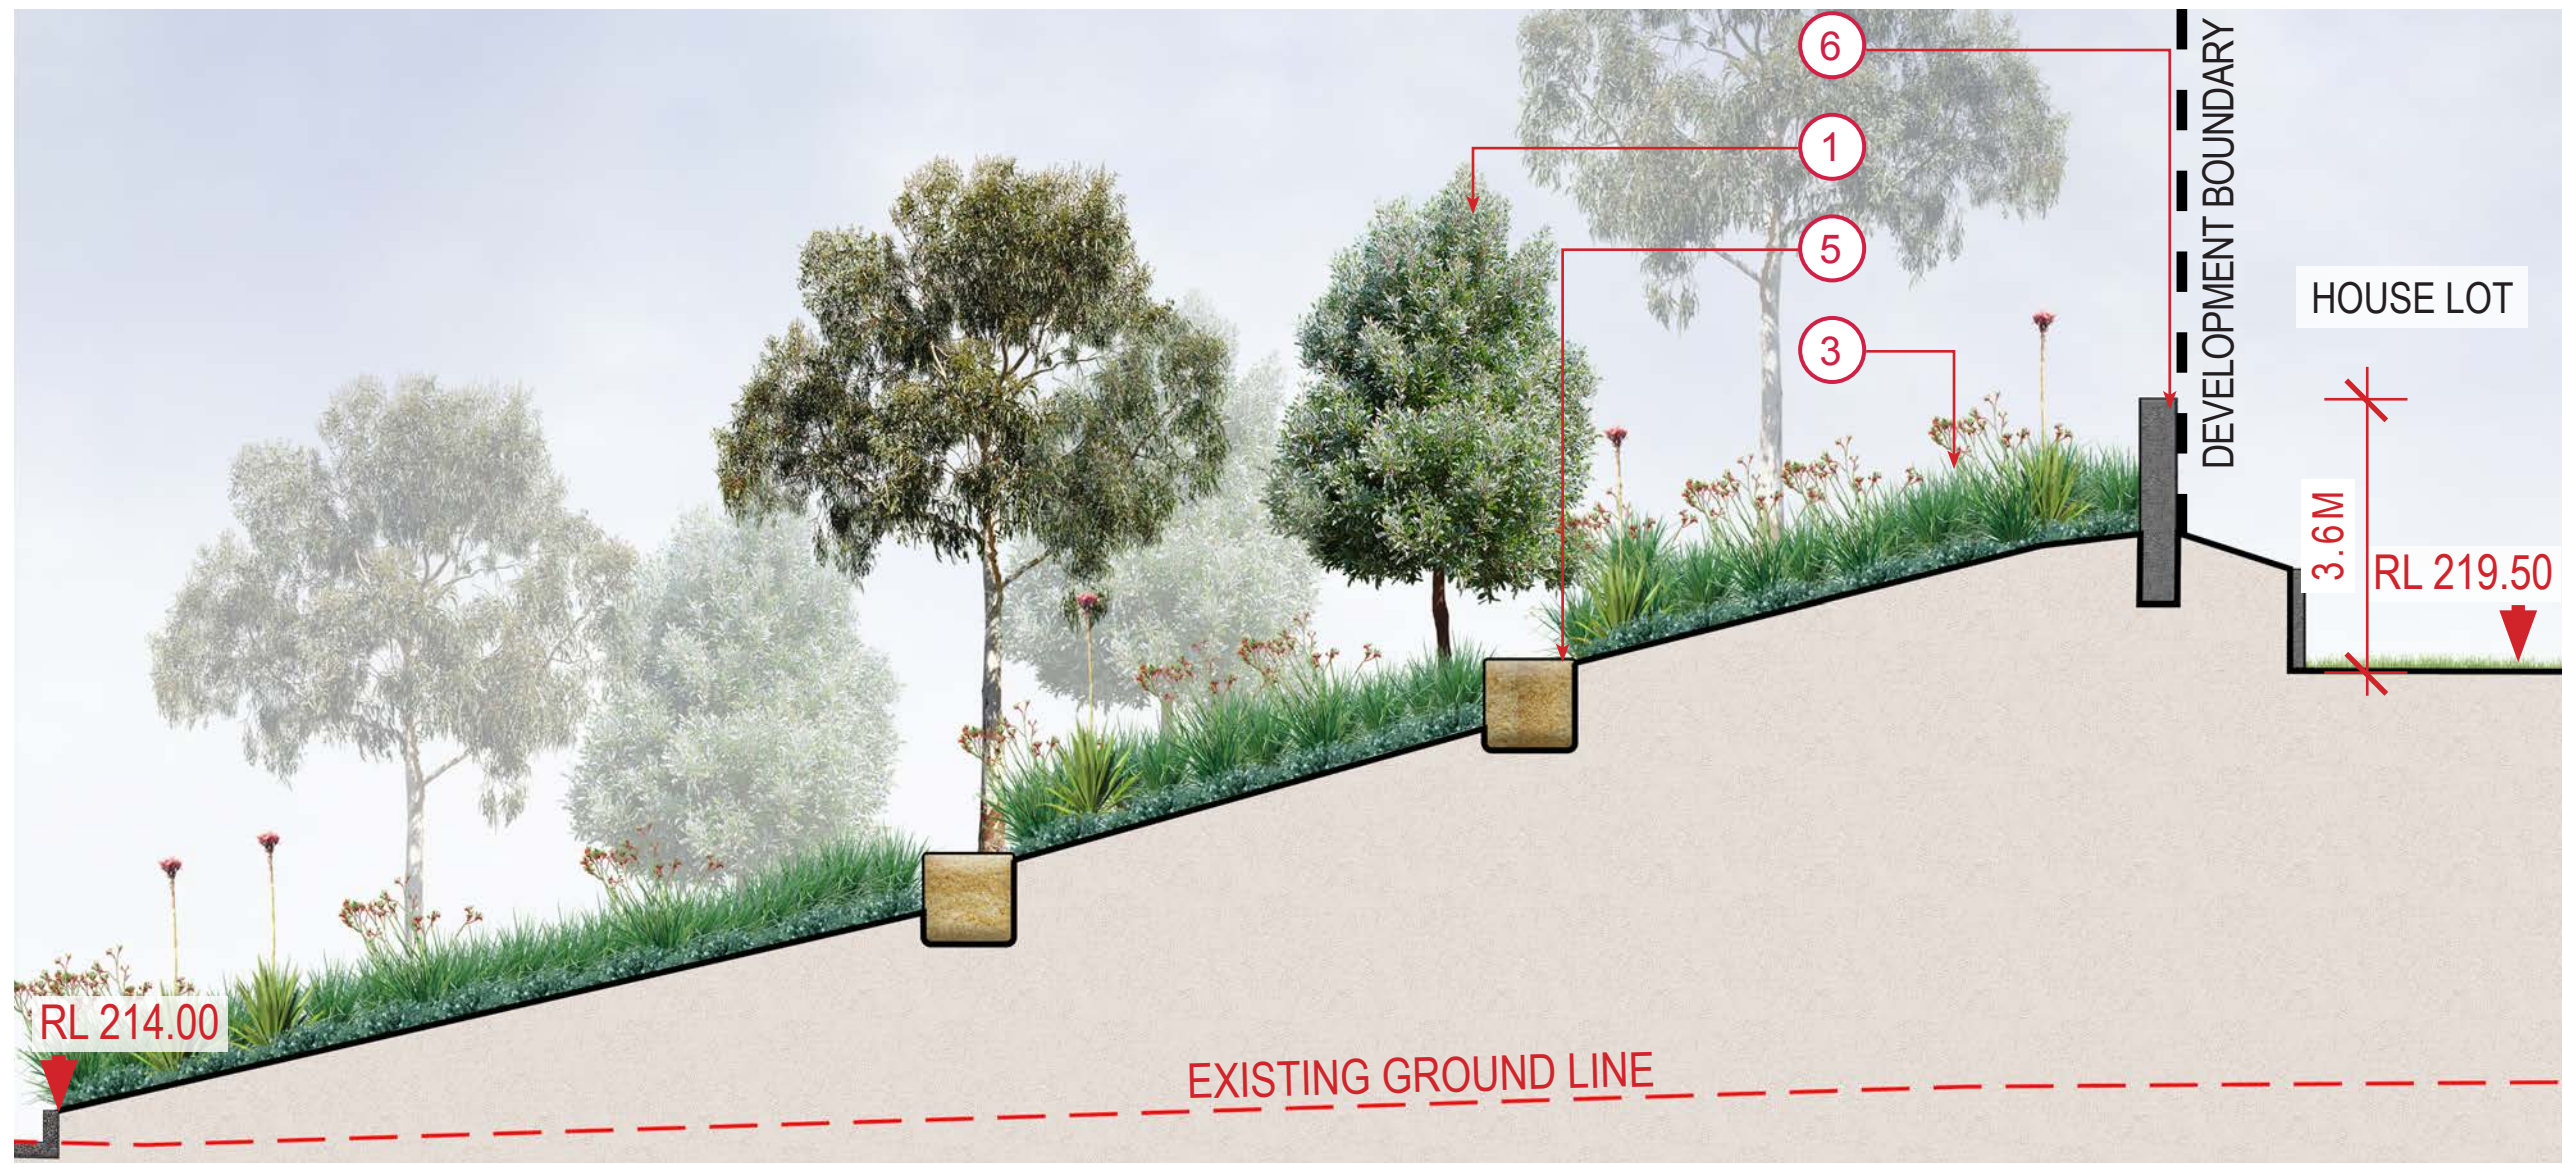 6
1
5
3
DEVELOPMENT BOUNDARY
HOUSE LOT
3.6M
RL 219.50
RL 214.00
EXISTING GROUND LINE